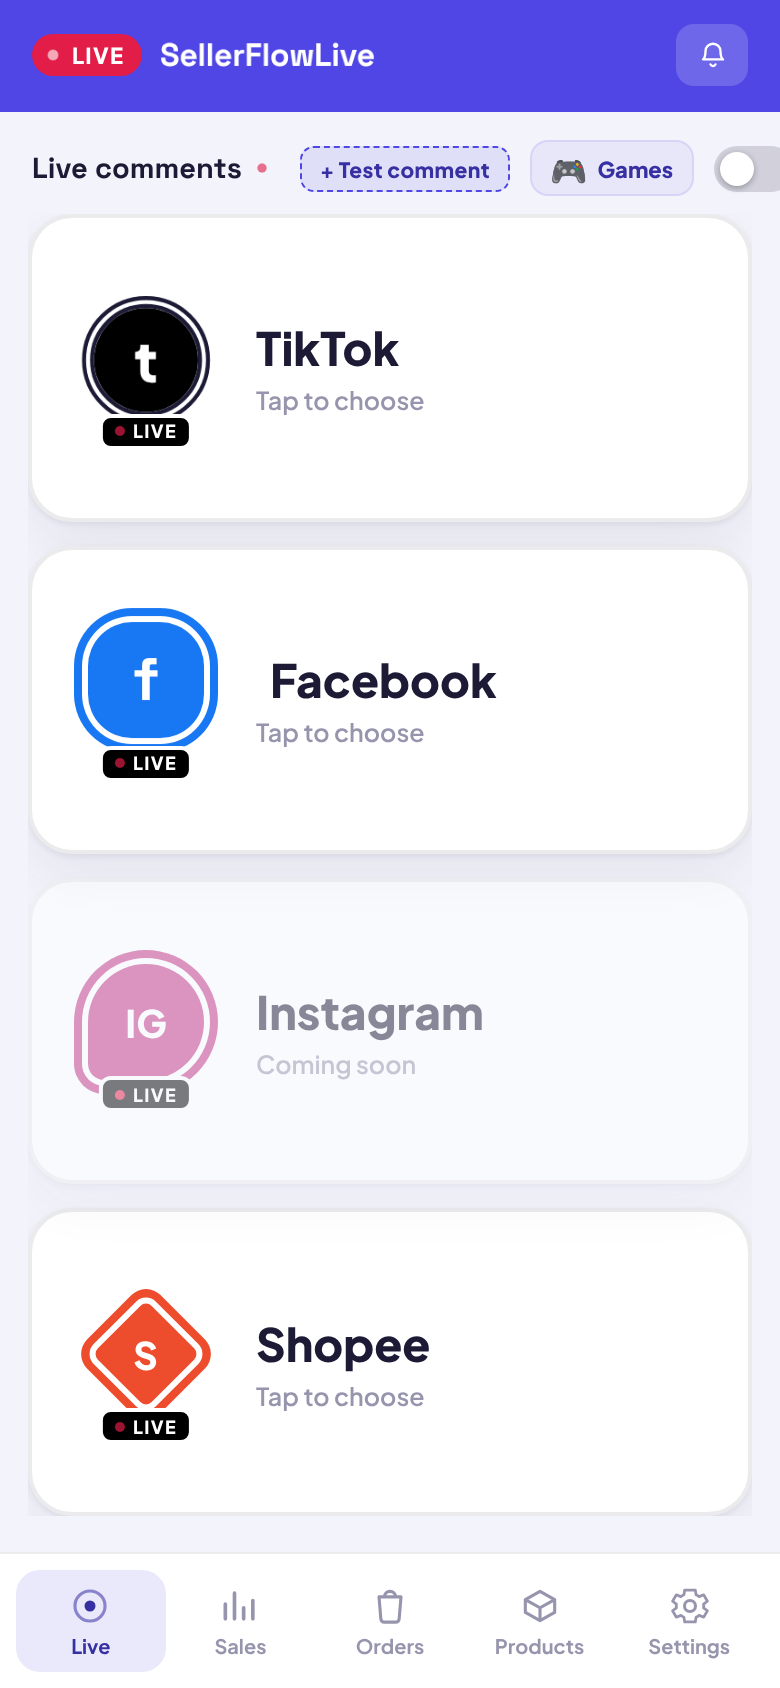 LIVE SellerFlowLive
Live comments + Test comment Games
t
TikTok
Tap to choose
LIVE
f
Facebook
Tap to choose
LIVE
IG
Instagram
Coming soon
LIVE
S
Shopee
Tap to choose
LIVE
Live Sales Orders Products Settings